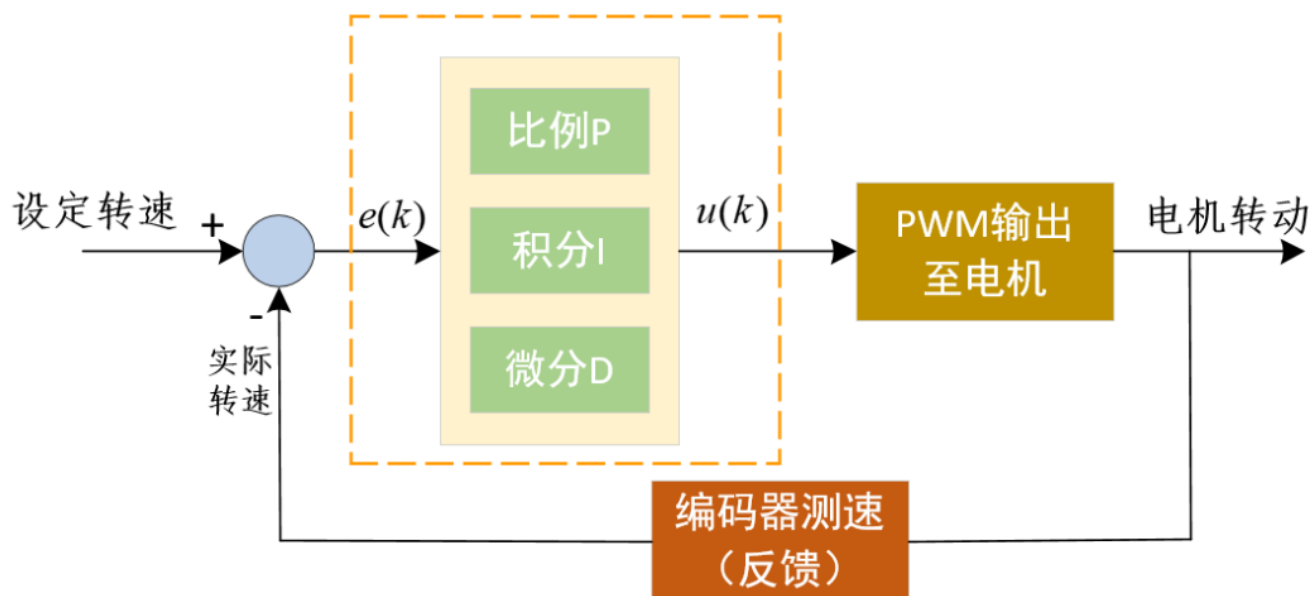 比例P
设定转速
+
e(k)
积分I
u(k)
PWM输出
至电机
电机转动
-
实际
转速
微分D
编码器测速
（反馈）